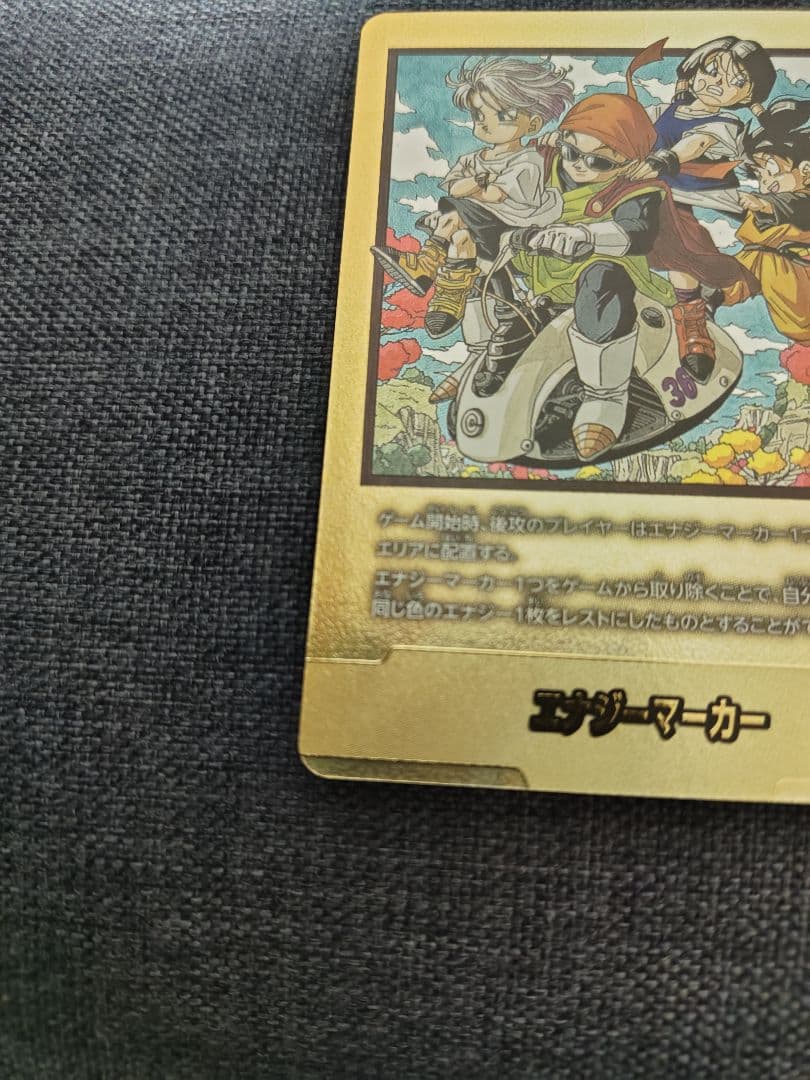 36
ゲーム開始時、後攻のプレイヤーはエナジーマーカー1つ
エリアに配置する。
エナジーマーカー1つをゲームから取り除くことで、自分
同じ色のエナジー1枚をレストにしたものとすることがで
エナジーマーカー